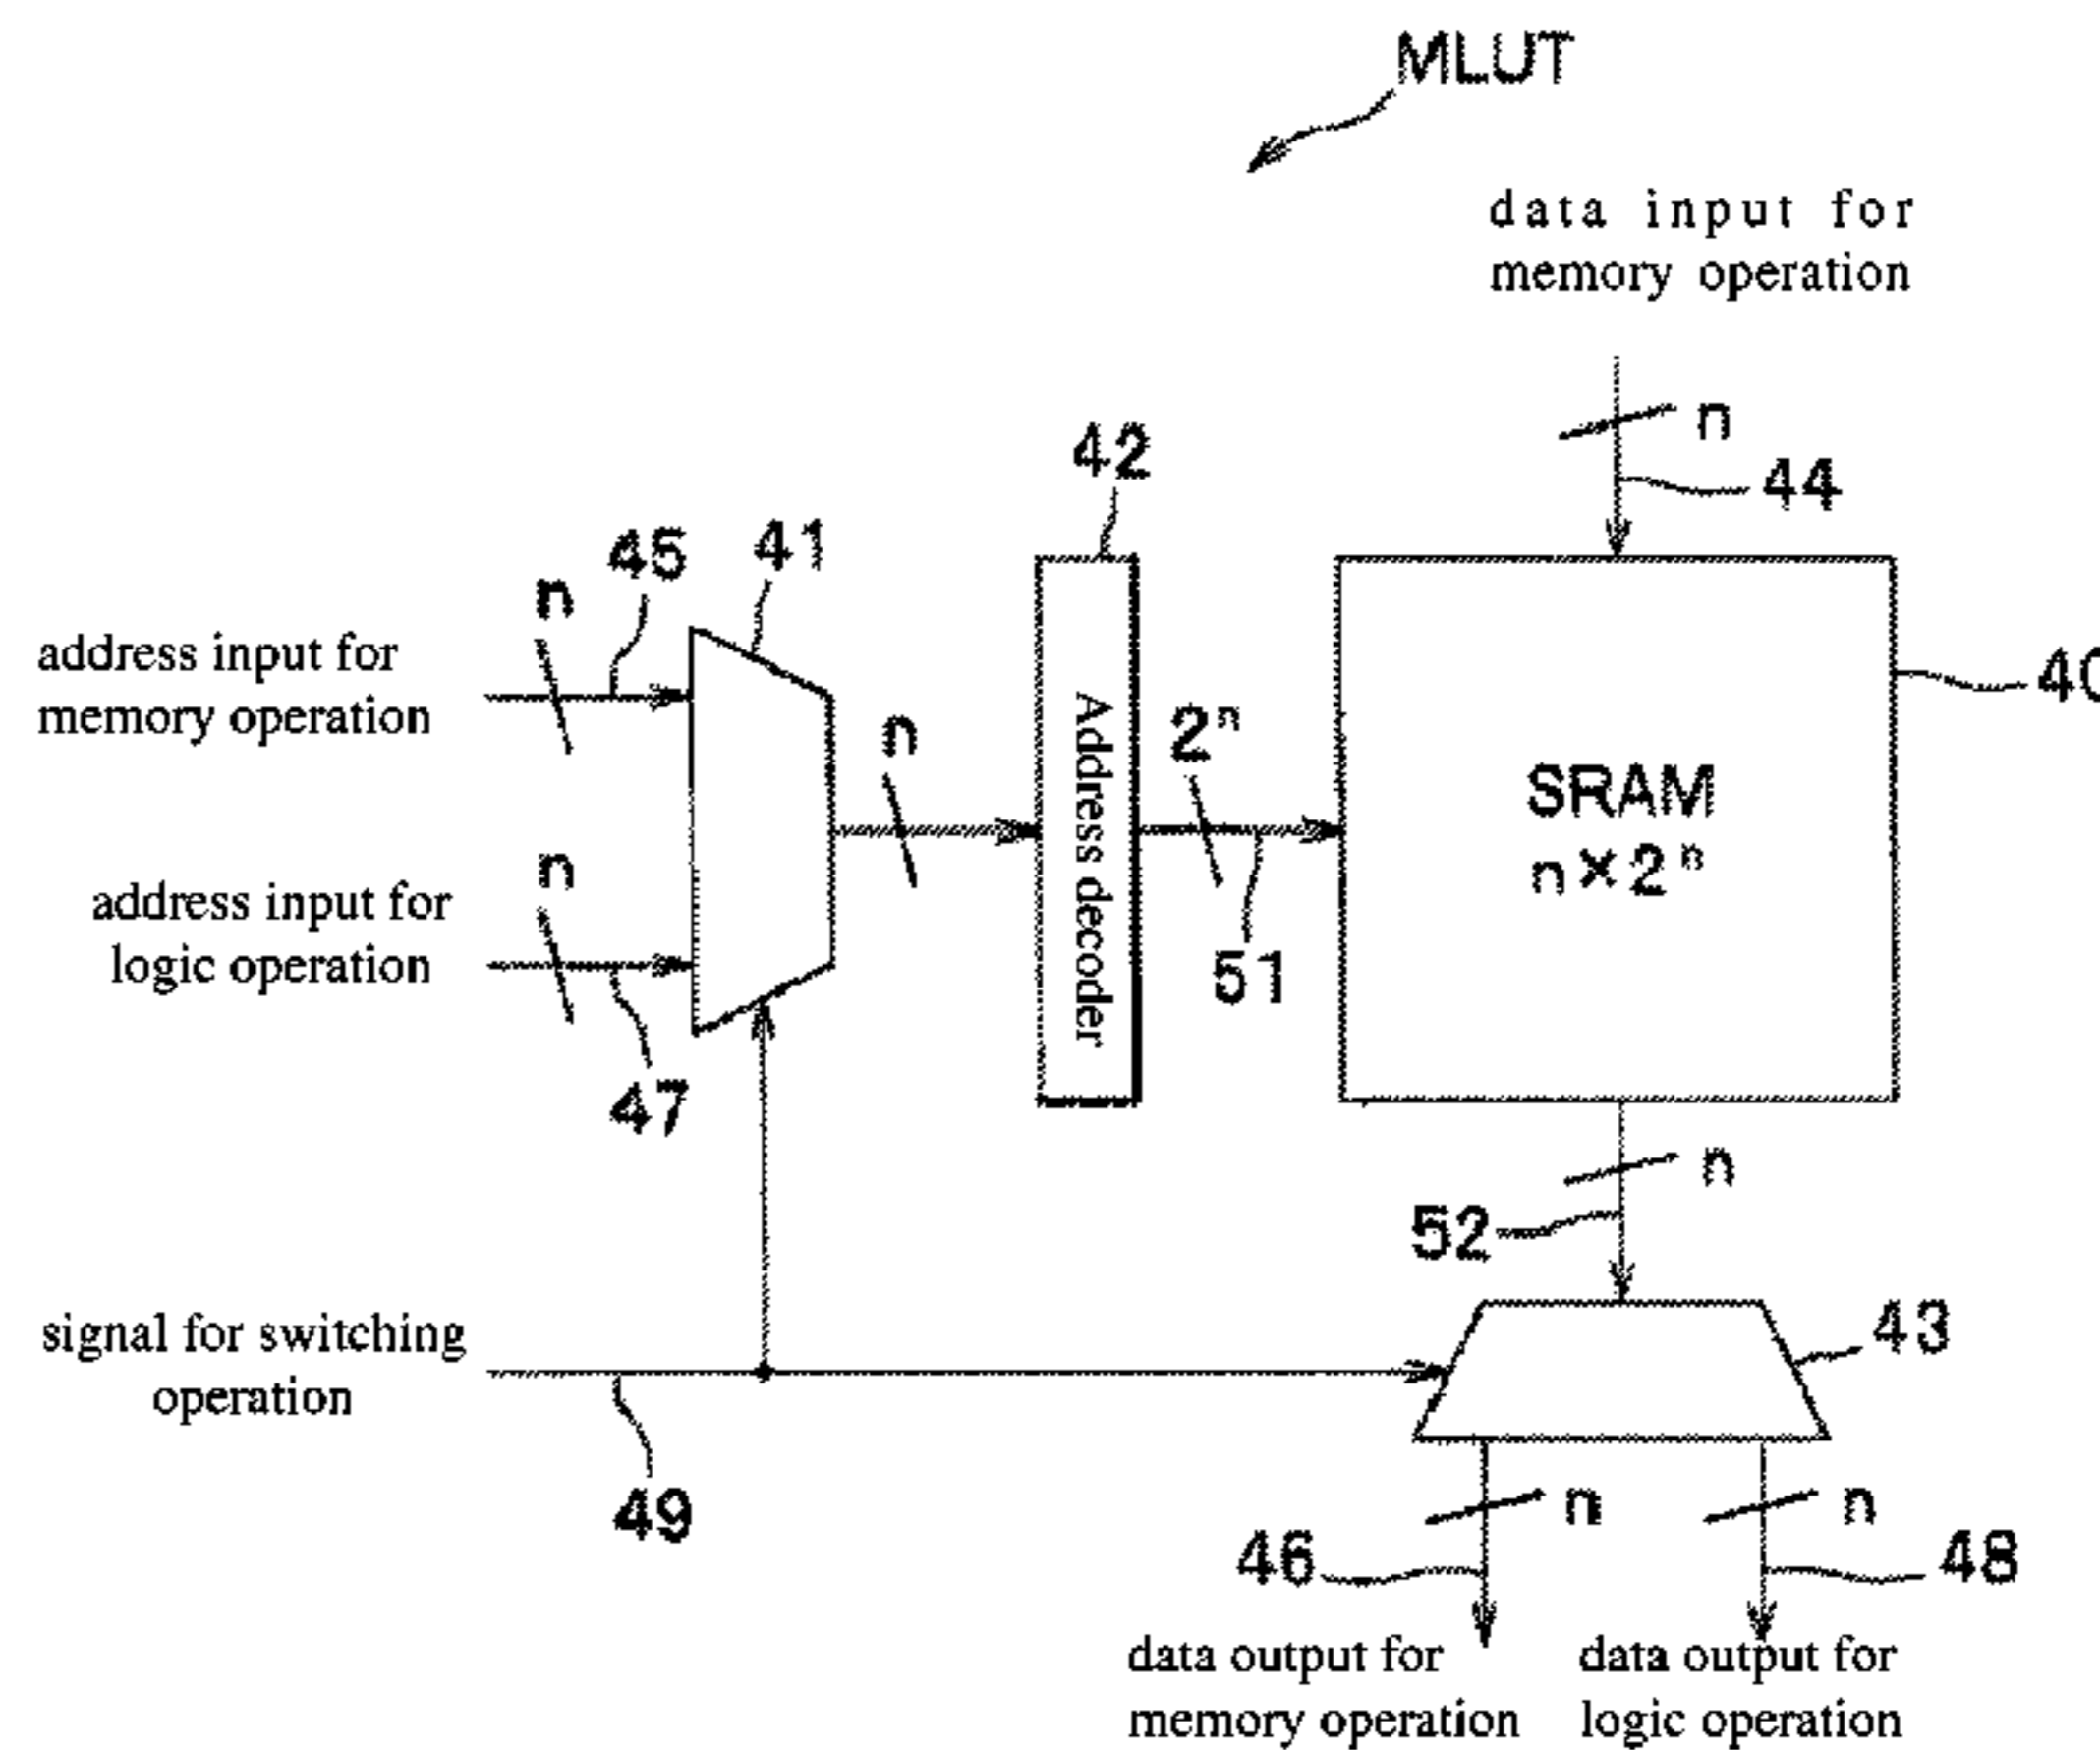 MLUT
data input for
memory operation
n
44
42
45
41
n
address input for
memory operation
n
2ⁿ
40
Address decoder
SRAM
n×2ⁿ
n
address input for
logic operation
51
47
n
52
43
signal for switching
operation
49
n
n
46
48
data output for
memory operation
data output for
logic operation